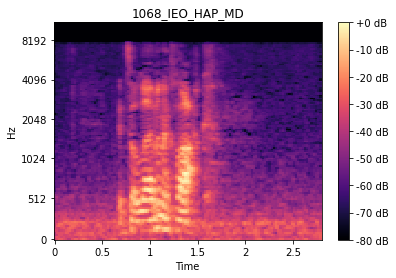 1068_IEO_HAP_MD
+0 dB
8192
-10 dB
4096
-20 dB
-30 dB
2048
Hz
-40 dB
1024
-50 dB
-60 dB
512
-70 dB
0
-80 dB
0 0.5 1 1.5 2 2.5
Time